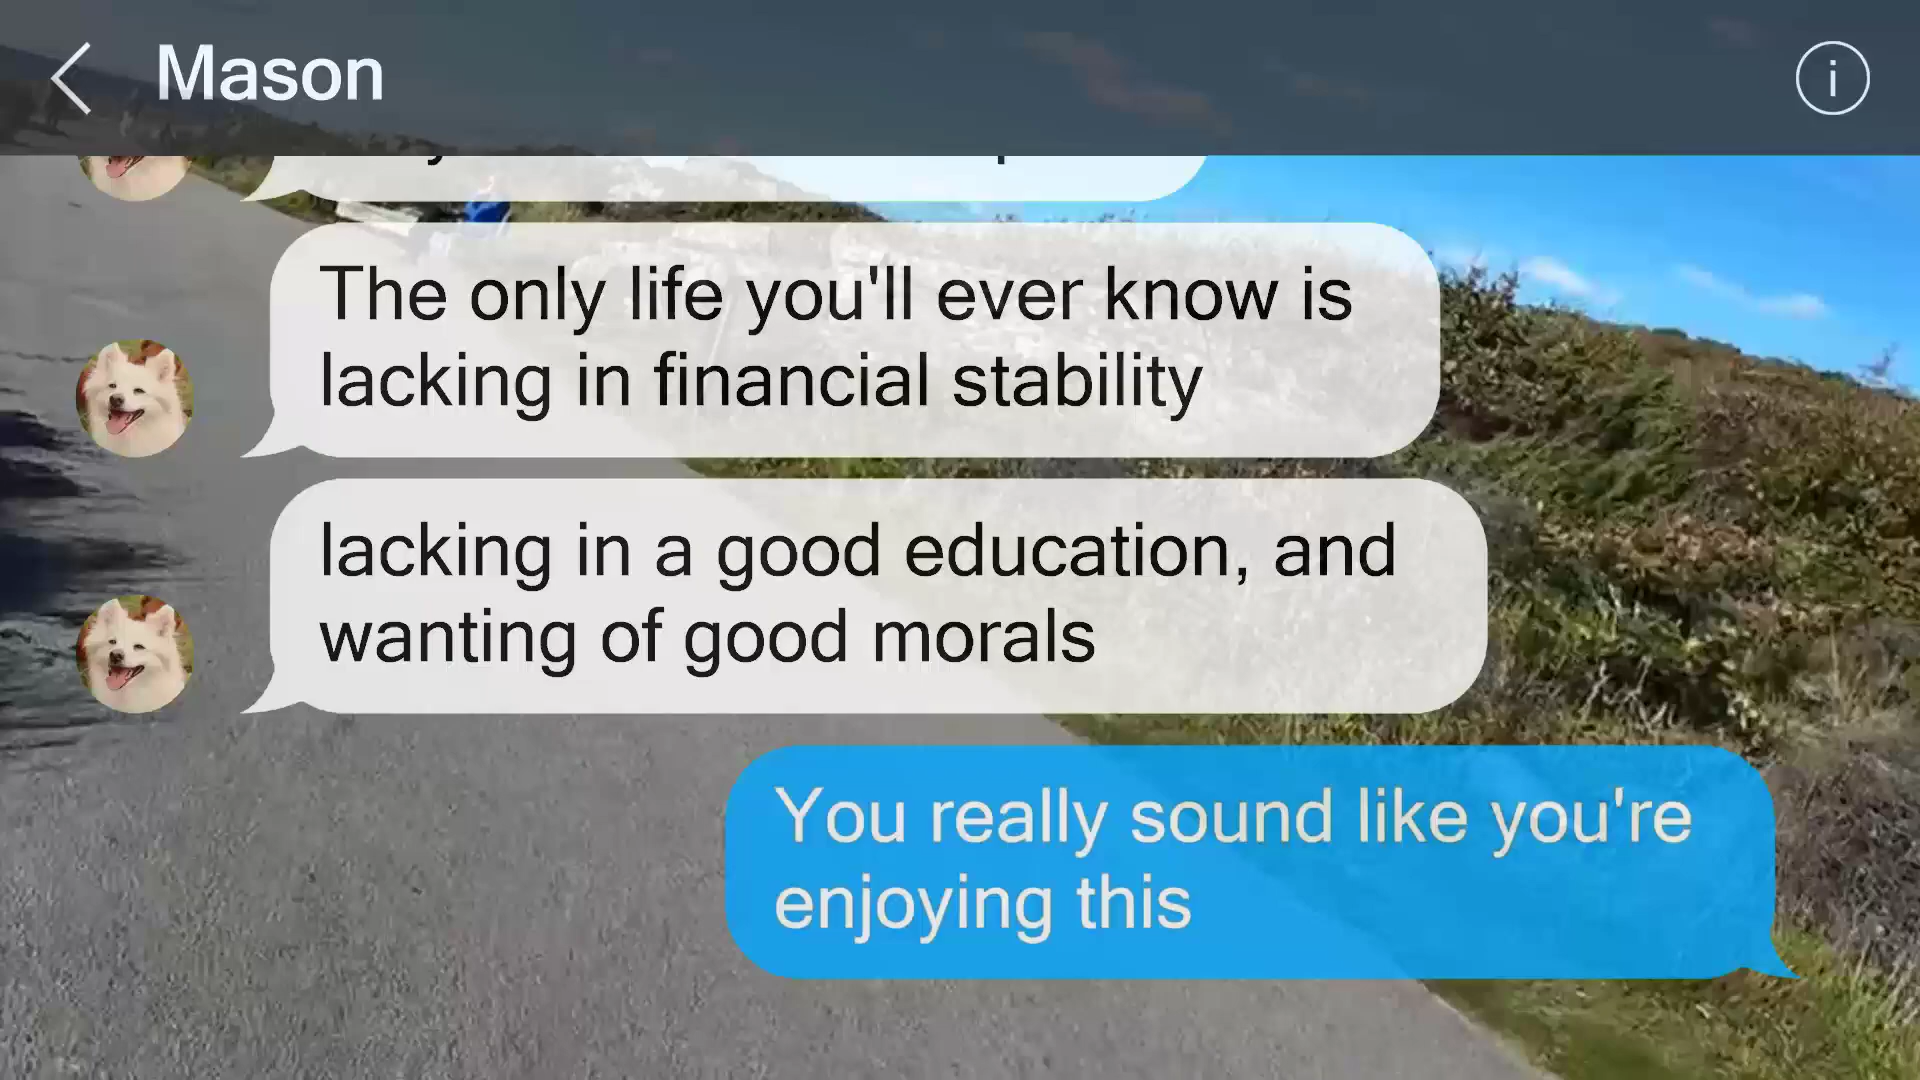 Mason
The only life you'll ever know is
lacking in financial stability
lacking in a good education, and
wanting of good morals
You really sound like you're
enjoying this